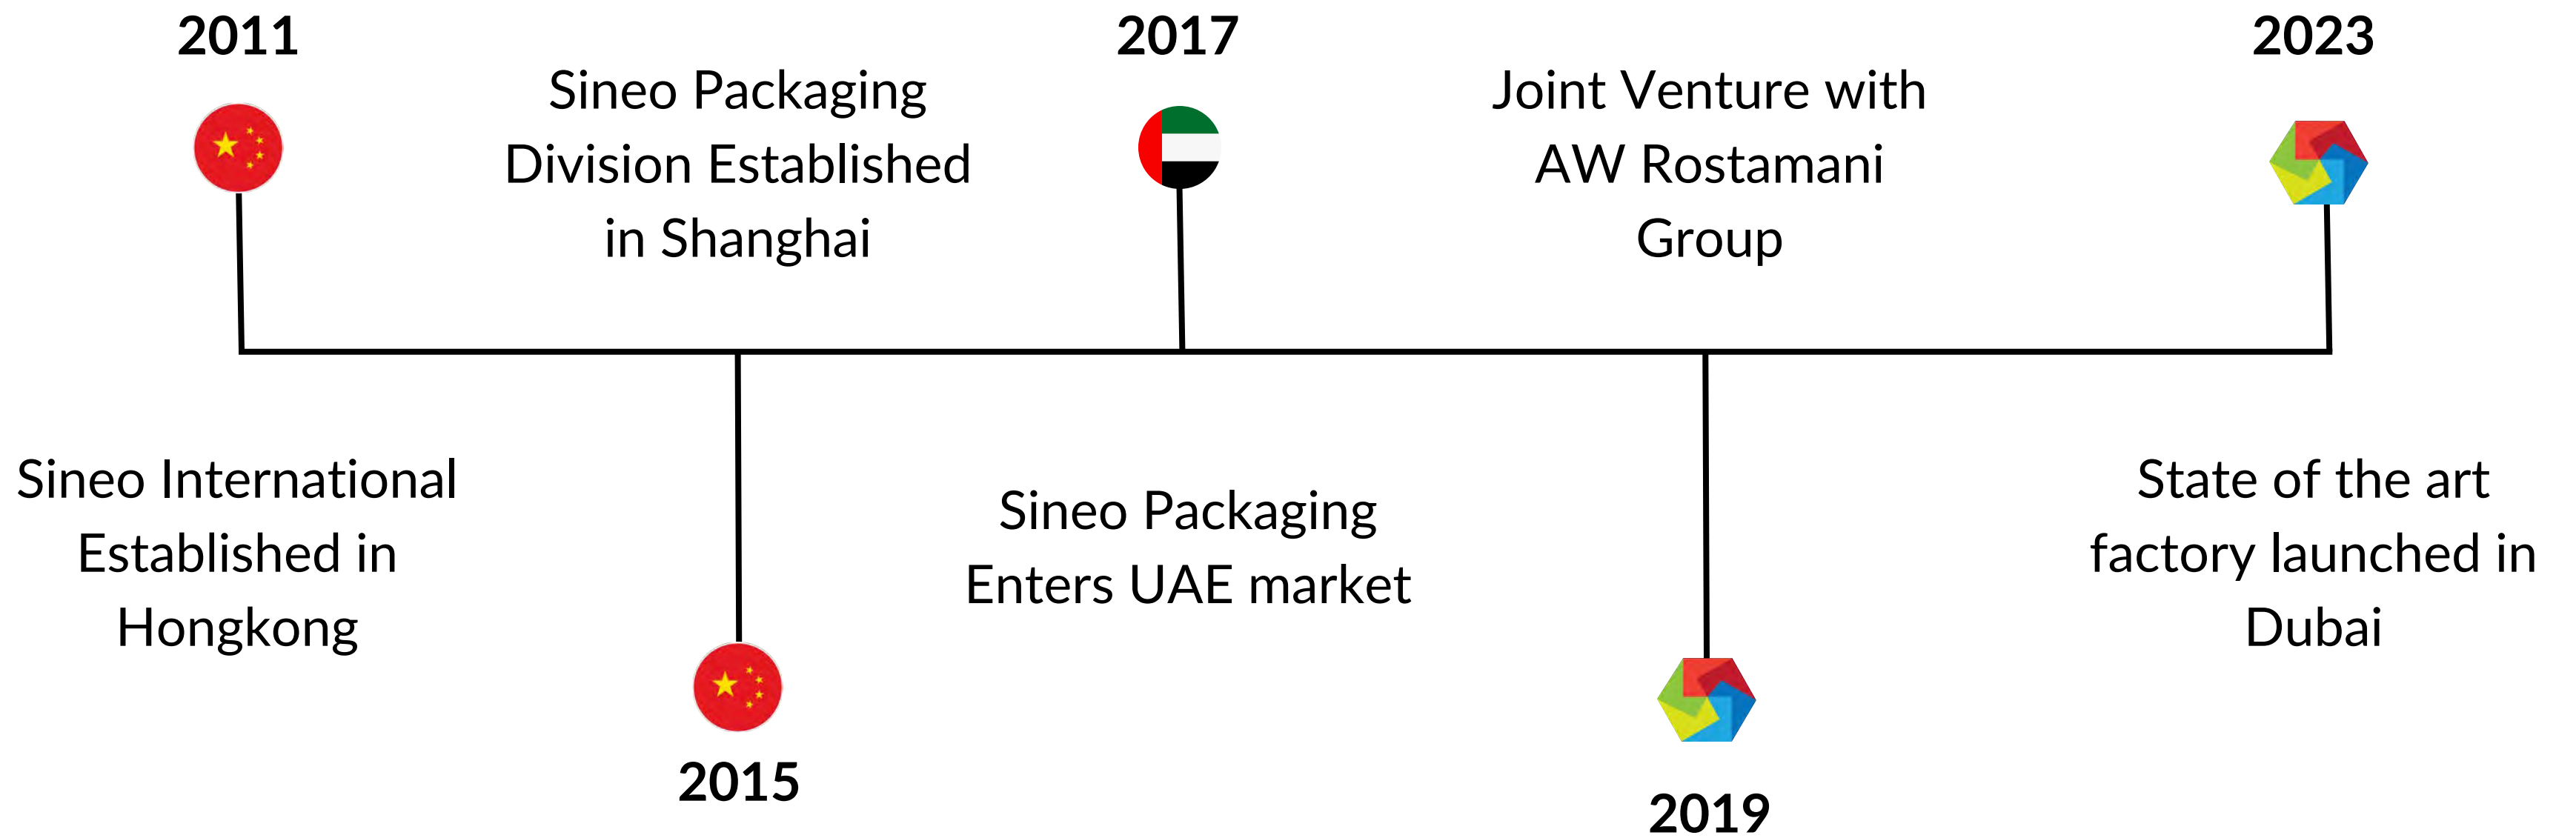 2011
Sineo International
Established in
Hongkong
Sineo Packaging
Division Established
in Shanghai
2015
2017
Sineo Packaging
Enters UAE market
Joint Venture with
AW Rostamani
Group
2019
2023
State of the art
factory launched in
Dubai